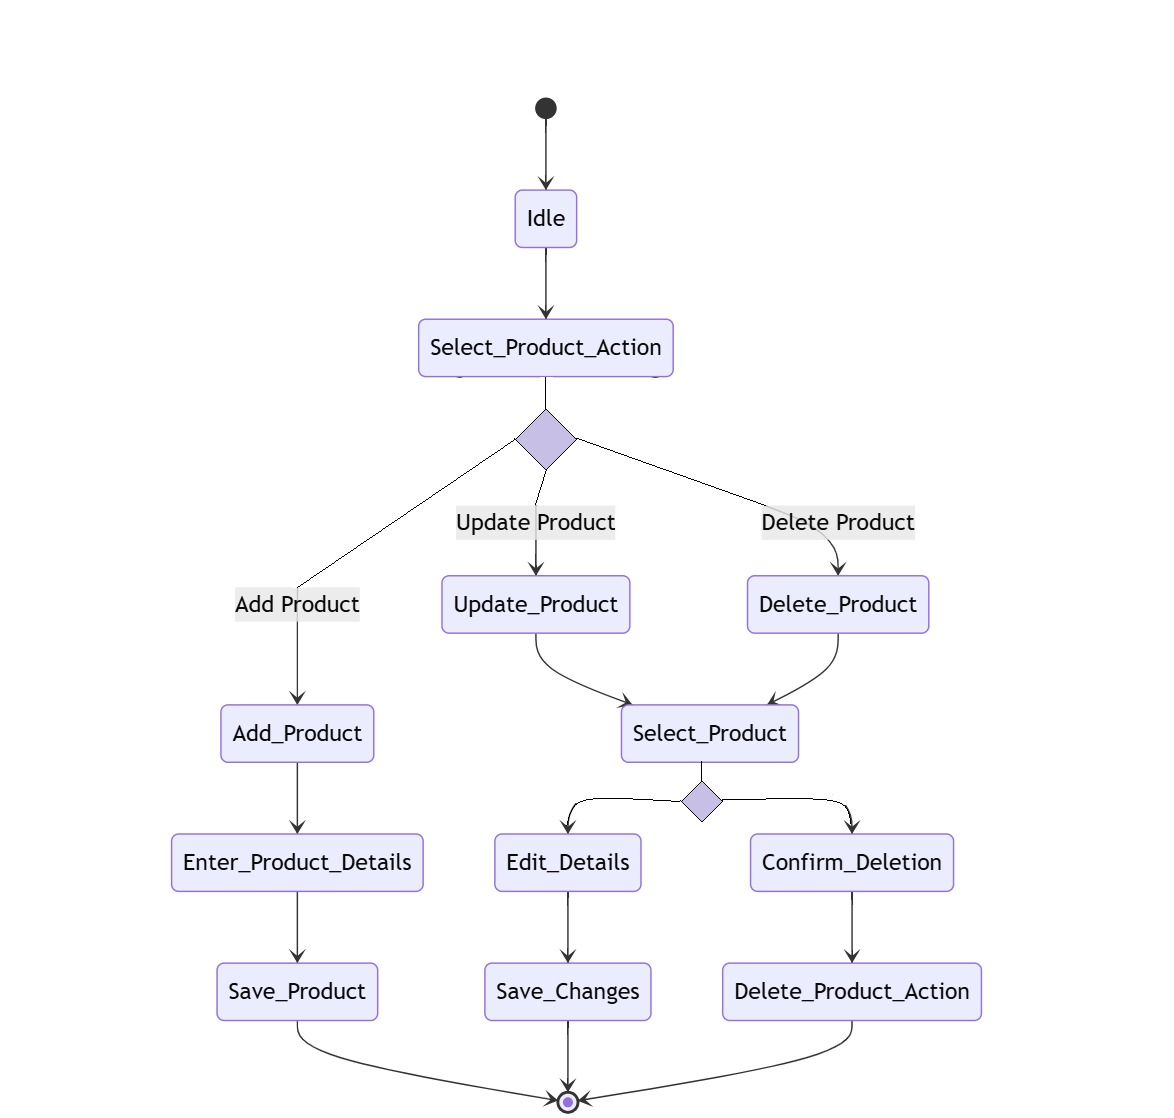 Idle
Select_Product_Action
Update Product
Delete Product
Add Product
Update_Product
Delete_Product
Add_Product
Select_Product
Enter_Product_Details
Edit_Details
Confirm_Deletion
Save_Product
Save_Changes
Delete_Product_Action